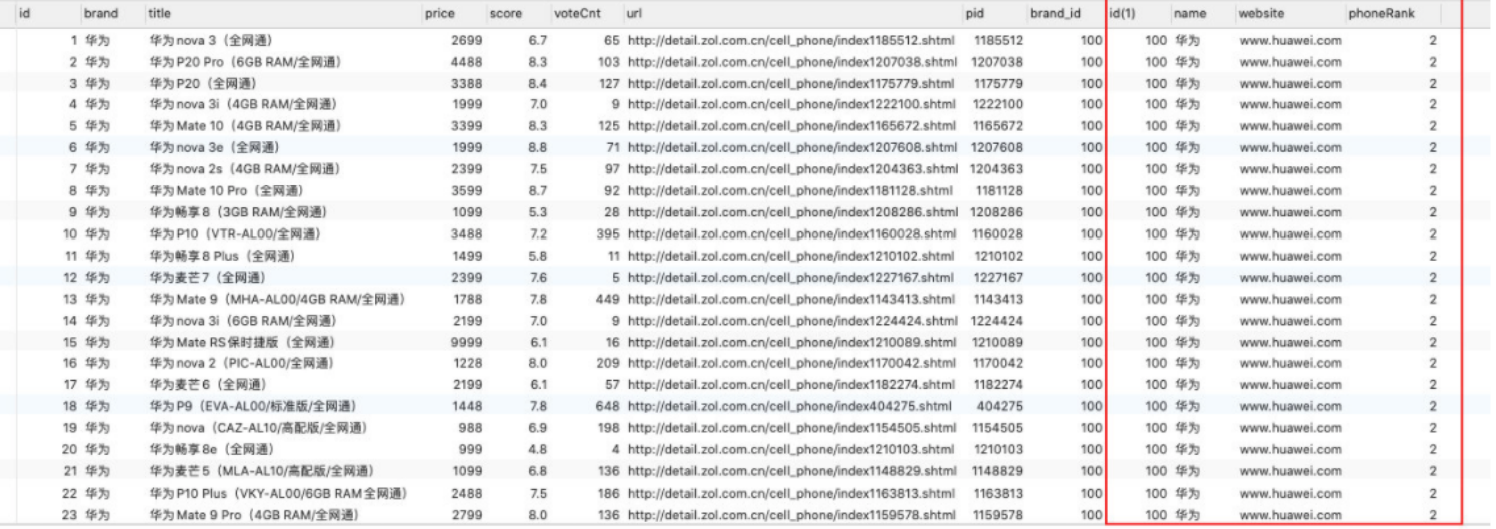 id brand title price score voteCnt url pid brand_id id(1) name website phoneRank
1 华为 华为 nova 3（全网通） 2699 6.7 65 http://detail.zol.com.cn/cell_phone/index1185512.shtml 1185512 100 100 华为 www.huawei.com 2
2 华为 华为 P20 Pro（6GB RAM/全网通） 4488 8.3 103 http://detail.zol.com.cn/cell_phone/index1207038.shtml 1207038 100 100 华为 www.huawei.com 2
3 华为 华为 P20（全网通） 3388 8.4 127 http://detail.zol.com.cn/cell_phone/index1175779.shtml 1175779 100 100 华为 www.huawei.com 2
4 华为 华为 nova 3i（4GB RAM/全网通） 1999 7.0 9 http://detail.zol.com.cn/cell_phone/index1222100.shtml 1222100 100 100 华为 www.huawei.com 2
5 华为 华为 Mate 10（4GB RAM/全网通） 3399 8.3 125 http://detail.zol.com.cn/cell_phone/index1165672.shtml 1165672 100 100 华为 www.huawei.com 2
6 华为 华为 nova 3e（全网通） 1999 8.8 71 http://detail.zol.com.cn/cell_phone/index1207608.shtml 1207608 100 100 华为 www.huawei.com 2
7 华为 华为 nova 2s（4GB RAM/全网通） 2399 7.5 97 http://detail.zol.com.cn/cell_phone/index1204363.shtml 1204363 100 100 华为 www.huawei.com 2
8 华为 华为 Mate 10 Pro（全网通） 3599 8.7 92 http://detail.zol.com.cn/cell_phone/index1181128.shtml 1181128 100 100 华为 www.huawei.com 2
9 华为 华为畅享 8（3GB RAM/全网通） 1099 5.3 28 http://detail.zol.com.cn/cell_phone/index1208286.shtml 1208286 100 100 华为 www.huawei.com 2
10 华为 华为 P10（VTR-AL00/全网通） 3488 7.2 395 http://detail.zol.com.cn/cell_phone/index1160028.shtml 1160028 100 100 华为 www.huawei.com 2
11 华为 华为畅享 8 Plus（全网通） 1499 5.8 11 http://detail.zol.com.cn/cell_phone/index1210102.shtml 1210102 100 100 华为 www.huawei.com 2
12 华为 华为麦芒 7（全网通） 2399 7.6 5 http://detail.zol.com.cn/cell_phone/index1227167.shtml 1227167 100 100 华为 www.huawei.com 2
13 华为 华为 Mate 9（MHA-AL00/4GB RAM/全网通） 1788 7.8 449 http://detail.zol.com.cn/cell_phone/index1143413.shtml 1143413 100 100 华为 www.huawei.com 2
14 华为 华为 nova 3i（6GB RAM/全网通） 2199 7.0 9 http://detail.zol.com.cn/cell_phone/index1224424.shtml 1224424 100 100 华为 www.huawei.com 2
15 华为 华为 Mate RS保时捷版（全网通） 9999 6.1 16 http://detail.zol.com.cn/cell_phone/index1210089.shtml 1210089 100 100 华为 www.huawei.com 2
16 华为 华为 nova 2（PIC-AL00/全网通） 1228 8.0 209 http://detail.zol.com.cn/cell_phone/index1170042.shtml 1170042 100 100 华为 www.huawei.com 2
17 华为 华为麦芒 6（全网通） 2199 6.1 57 http://detail.zol.com.cn/cell_phone/index1182274.shtml 1182274 100 100 华为 www.huawei.com 2
18 华为 华为 P9（EVA-AL00/标准版/全网通） 1448 7.8 648 http://detail.zol.com.cn/cell_phone/index404275.shtml 404275 100 100 华为 www.huawei.com 2
19 华为 华为 nova（CAZ-AL10/高配版/全网通） 988 6.9 198 http://detail.zol.com.cn/cell_phone/index1154505.shtml 1154505 100 100 华为 www.huawei.com 2
20 华为 华为畅享 8e（全网通） 999 4.8 4 http://detail.zol.com.cn/cell_phone/index1210103.shtml 1210103 100 100 华为 www.huawei.com 2
21 华为 华为麦芒 5（MLA-AL10/高配版/全网通） 1099 6.8 136 http://detail.zol.com.cn/cell_phone/index1148829.shtml 1148829 100 100 华为 www.huawei.com 2
22 华为 华为 P10 Plus（VKY-AL00/6GB RAM全网通） 2488 7.5 186 http://detail.zol.com.cn/cell_phone/index1163813.shtml 1163813 100 100 华为 www.huawei.com 2
23 华为 华为 Mate 9 Pro（4GB RAM/全网通） 2799 8.0 136 http://detail.zol.com.cn/cell_phone/index1159578.shtml 1159578 100 100 华为 www.huawei.com 2